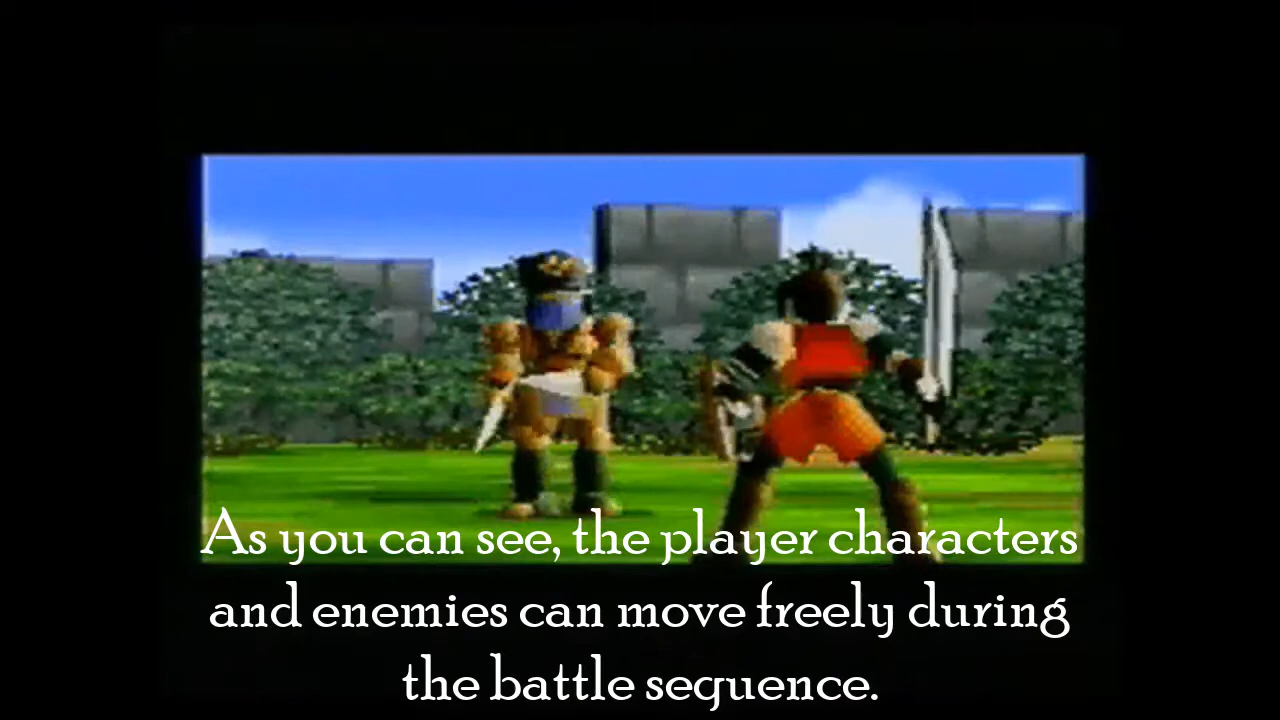 As you can see, the player characters
and enemies can move freely during
the battle sequence.